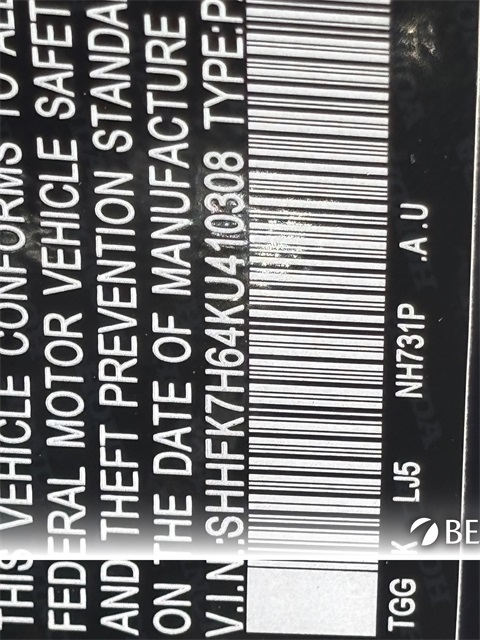 THIS VEHICLE CONFORMS TO ALL
FEDERAL MOTOR VEHICLE SAFET
AND THEFT PREVENTION STANDA
ON THE DATE OF MANUFACTURE
V.I.N.:SHHFK7H64KU410308 TYPE:P
TGG K LJ5 NH731P .A.U
BE